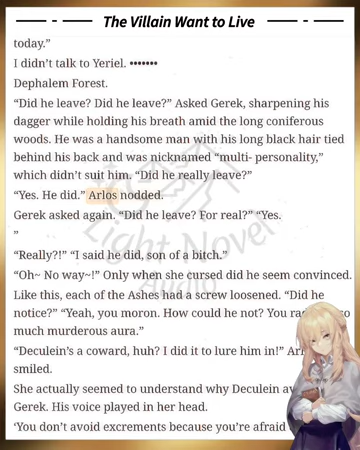 The Villain Want to Live
today.”
I didn’t talk to Yeriel. •••••••
Dephalem Forest.
“Did he leave? Did he leave?” Asked Gerek, sharpening his
dagger while holding his breath amid the long coniferous
woods. He was a handsome man with his long black hair tied
behind his back and was nicknamed “multi- personality,”
which didn’t suit him. “Did he really leave?”
“Yes. He did.” Arlos nodded.
Gerek asked again. “Did he leave? For real?” “Yes.
”
“Really?!” “I said he did, son of a bitch.”
“Oh~ No way~!” Only when she cursed did he seem convinced.
Like this, each of the Ashes had a screw loosened. “Did he
notice?” “Yeah, you moron. How could he not? You
much murderous aura.”
“Deculein’s a coward, huh? I did it to lure him in!”
smiled.
She actually seemed to understand why Deculein
Gerek. His voice played in her head.
‘You don’t avoid excrements because you’re afraid
Light Novel
Audio